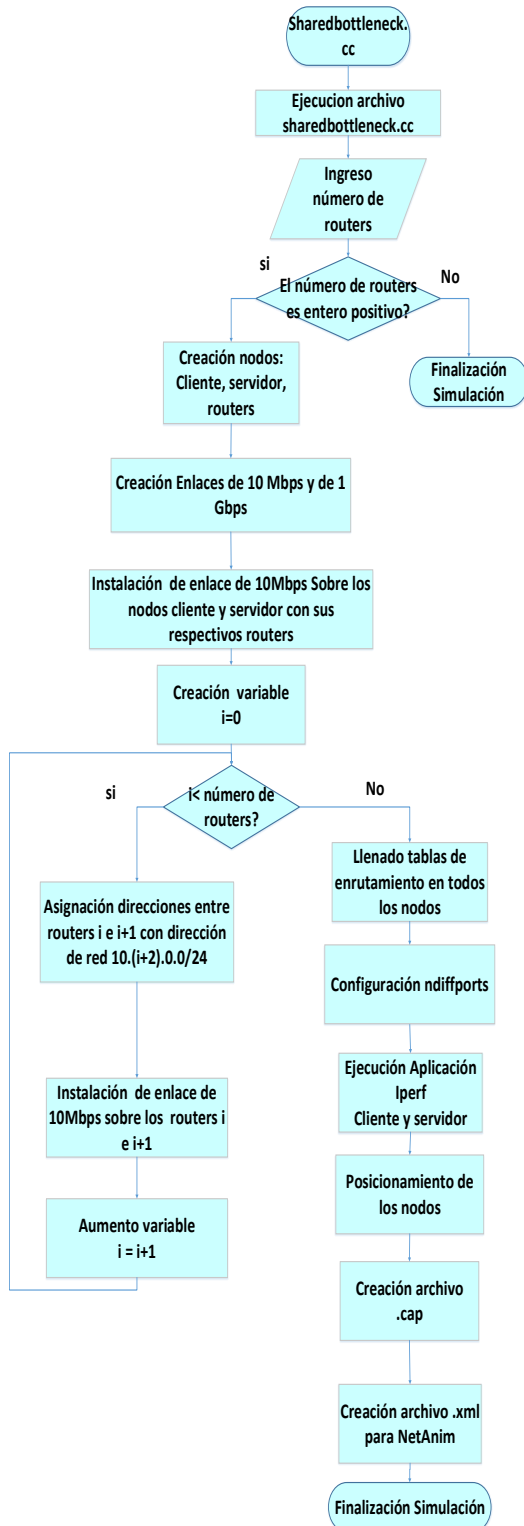 Sharedbottleneck.
cc
Ejecucion archivo
sharedbottleneck.cc
Ingreso
número de
routers
si
No
El número de routers
es entero positivo?
Creación nodos:
Cliente, servidor,
routers
Finalización
Simulación
Creación Enlaces de 10 Mbps y de 1
Gbps
Instalación de enlace de 10Mbps Sobre los
nodos cliente y servidor con sus
respectivos routers
Creación variable
i=0
si
No
i< número de
routers?
Asignación direcciones entre
routers i e i+1 con dirección
de red 10.(i+2).0.0/24
Instalación de enlace de
10Mbps sobre los routers i
e i+1
Aumento variable
i = i+1
Llenado tablas de
enrutamiento en todos
los nodos
Configuración ndiffports
Ejecución Aplicación
Iperf
Cliente y servidor
Posicionamiento de
los nodos
Creación archivo
.cap
Creación archivo .xml
para NetAnim
Finalización Simulación